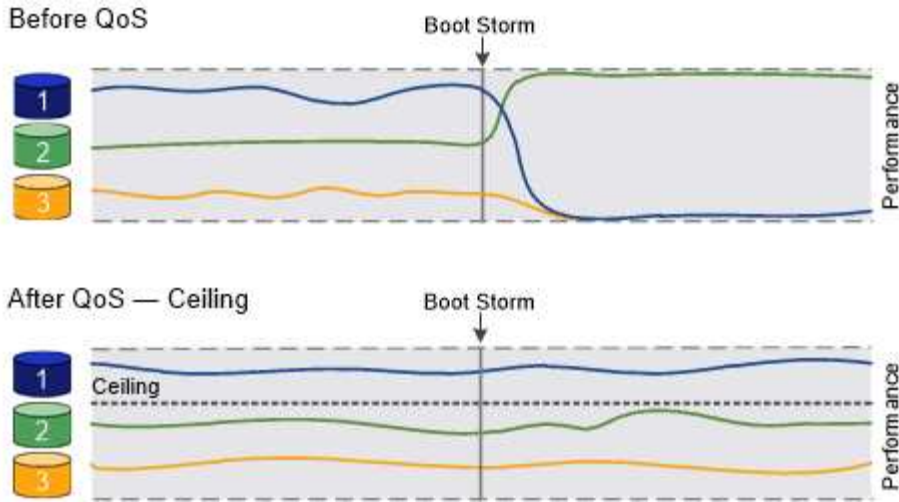 Before QoS
Boot Storm
1
2
3
Performance
After QoS — Ceiling
Boot Storm
1
Ceiling
2
3
Performance